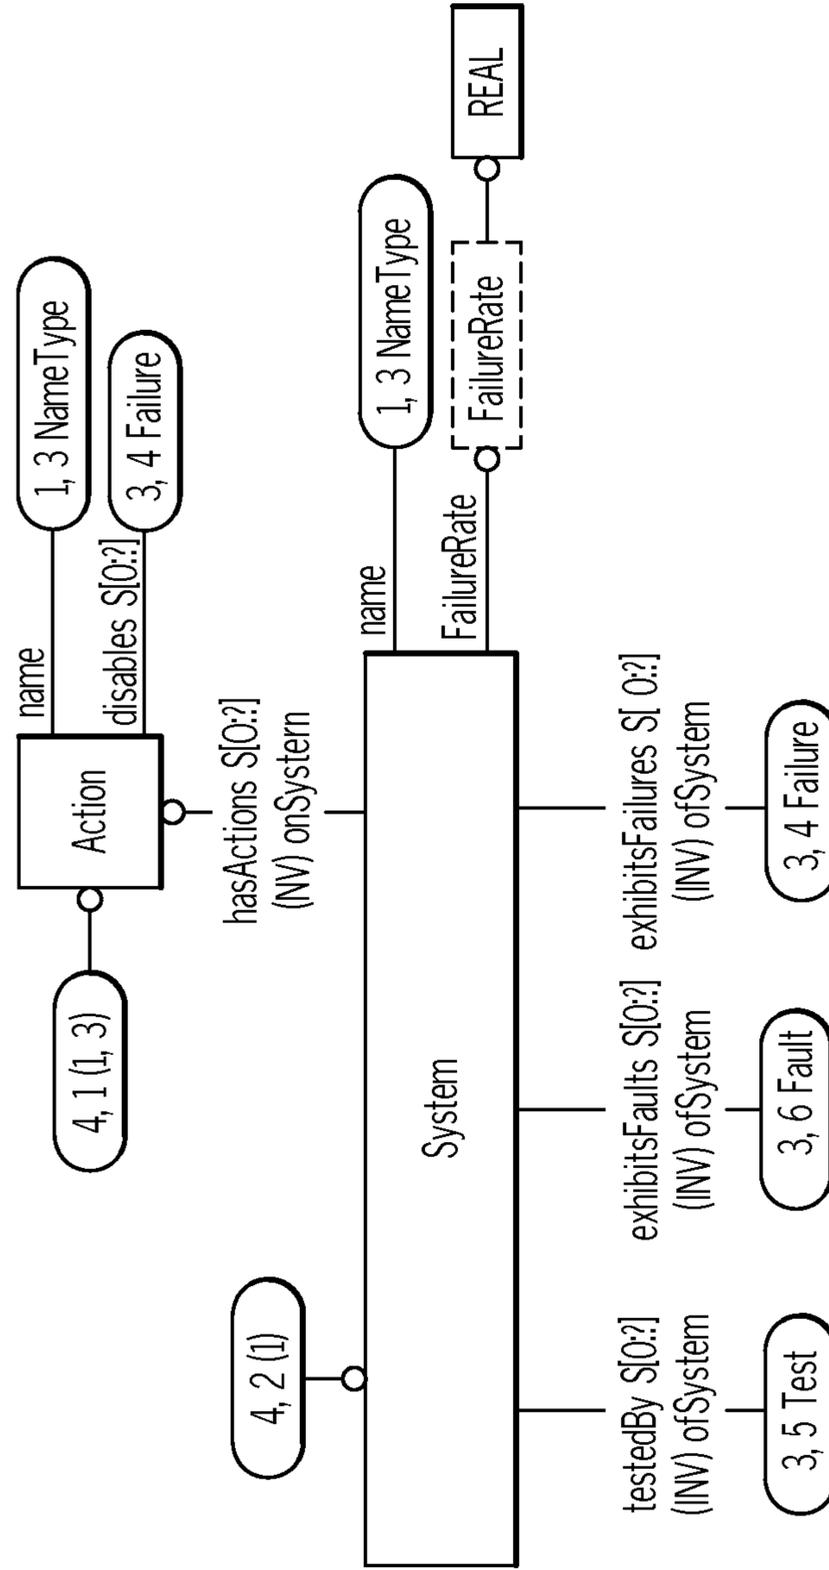 name
1, 3 NameType
4, 1 (1, 3)
Action
disables S[0:?]
3, 4 Failure
4, 2 (1)
hasActions S[0:?]
(NV) onSystern
name
1, 3 NameType
System
FailureRate
FailureRate
REAL
testedBy S[0:?]
(INV) ofSystem
exhibitsFaults S[0:?]
(INV) ofSystem
exhibitsFailures S[ 0:?]
(INV) ofSystem
3, 5 Test
3, 6 Fault
3, 4 Failure